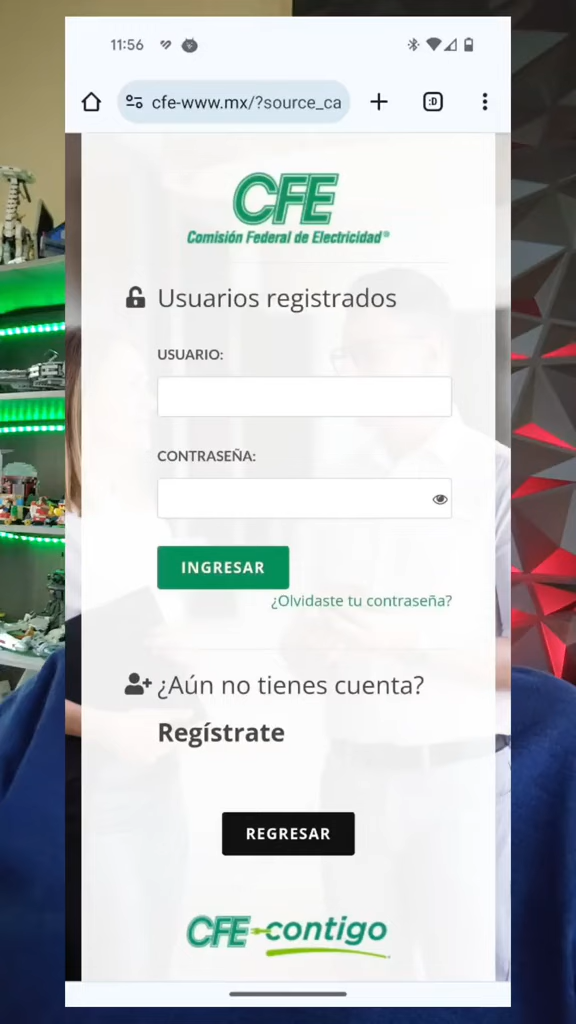 11:56
cfe-www.mx/?source_ca
:D
CFE
Comisión Federal de Electricidad®
Usuarios registrados
USUARIO:
CONTRASEÑA:
INGRESAR
¿Olvidaste tu contraseña?
¿Aún no tienes cuenta?
Regístrate
REGRESAR
CFE contigo